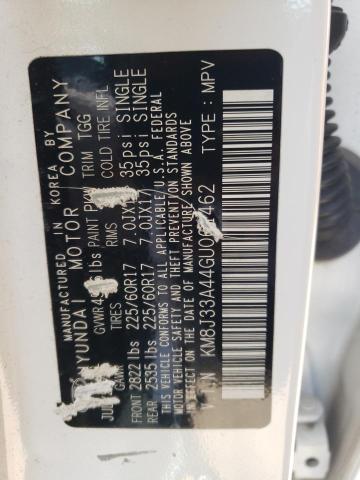 MANUFACTURED IN KOREA BY
HYUNDAI MOTOR COMPANY
GVWR lbs PAINT TRIM TGG
GAWR TIRES RIMS COLD TIRE INFL
FRONT 2822 lbs 225/60R17 7.0JX17 35psi SINGLE
REAR 2535 lbs 225/60R17 7.0JX17 35psi SINGLE
THIS VEHICLE CONFORMS TO ALL APPLICABLE U.S.A. FEDERAL
MOTOR VEHICLE SAFETY AND THEFT PREVENTION STANDARDS
IN EFFECT ON THE DATE OF MANUFACTURE SHOWN ABOVE
TYPE: MPV